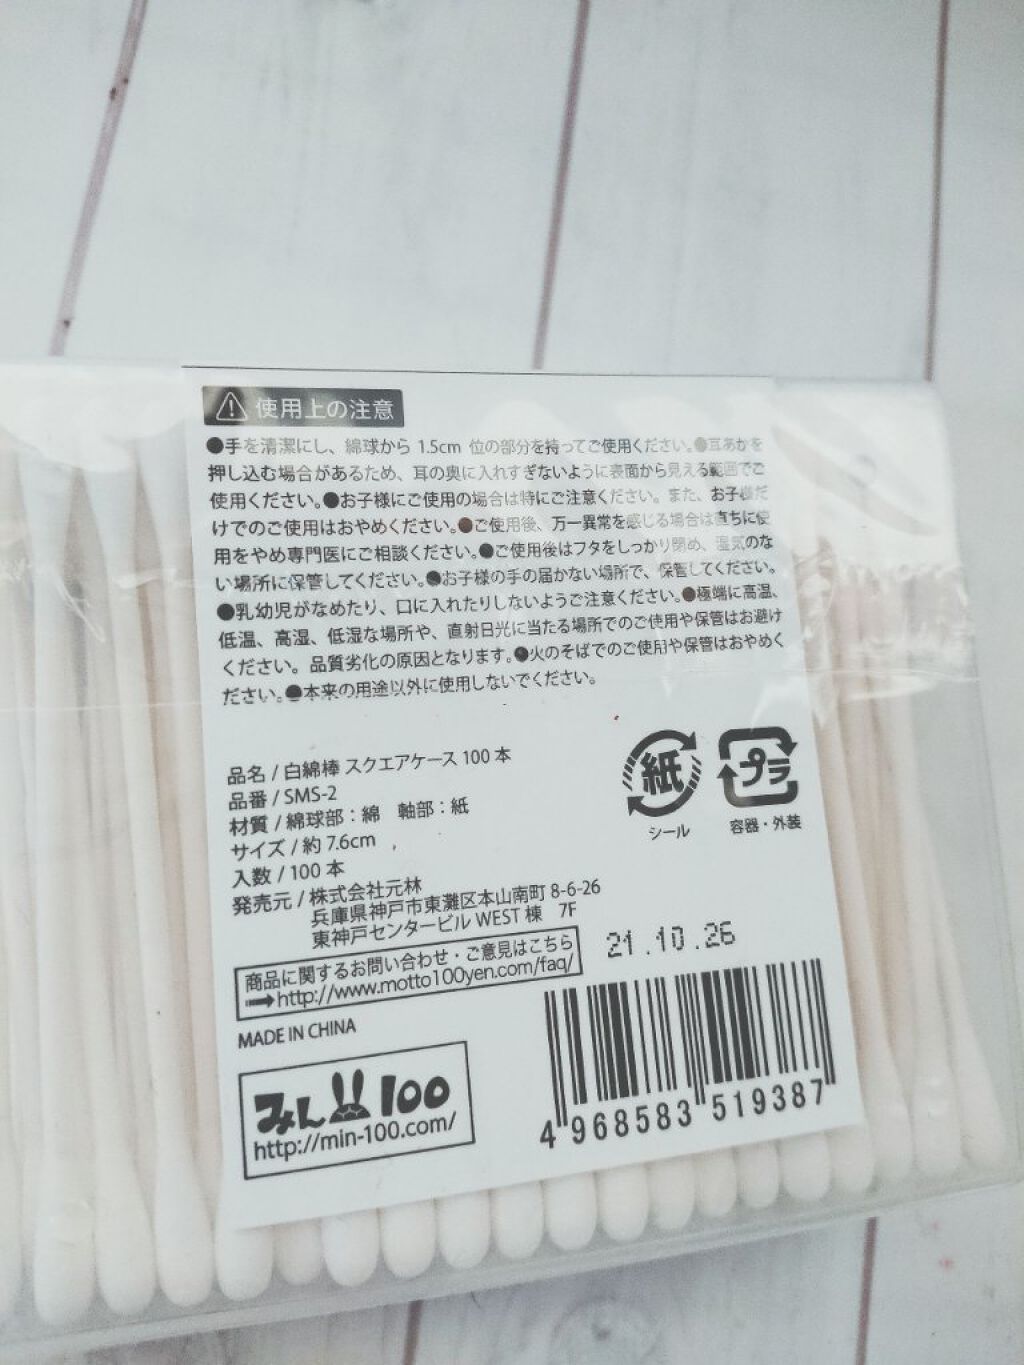 使用上の注意
●手を清潔にし、綿球から 1.5cm 位の部分を持ってご使用ください。●耳あかを
押し込む場合があるため、耳の奥に入れすぎないように表面から見える範囲でご
使用ください。●お子様にご使用の場合は特にご注意ください。また、お子様だ
けでのご使用はおやめください。●ご使用後、万一異常を感じる場合は直ちに使
用をやめ専門医にご相談ください。●ご使用後はフタをしっかり閉め、湿気のな
い場所に保管してください。●お子様の手の届かない場所で、保管してください。
●乳幼児がなめたり、口に入れたりしないようご注意ください。●極端に高温、
低温、高湿、低湿な場所や、直射日光に当たる場所でのご使用や保管はお避け
ください。品質劣化の原因となります。●火のそばでのご使用や保管はおやめく
ださい。●本来の用途以外に使用しないでください。
品名 / 白綿棒 スクエアケース 100 本
品番 / SMS-2
材質 / 綿球部：綿　軸部：紙
サイズ / 約 7.6cm
入数 / 100 本
発売元 / 株式会社元林
兵庫県神戸市東灘区本山南町 8-6-26
東神戸センタービル WEST 棟　7F
紙
シール
プラ
容器・外装
商品に関するお問い合わせ・ご意見はこちら
➡http://www.motto100yen.com/faq/
21.10.26
MADE IN CHINA
みん100
http://min-100.com/
4 968583 519387